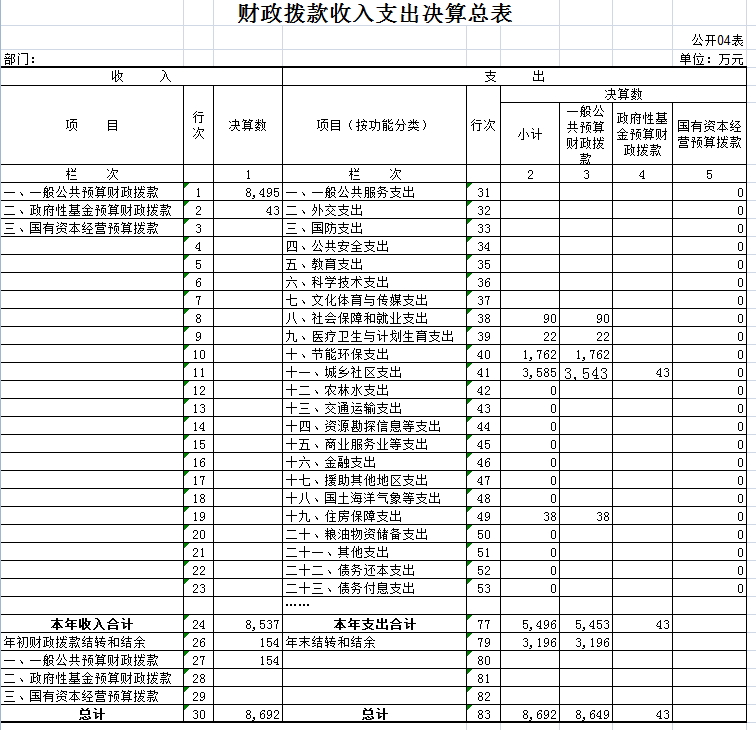 财政拨款收入支出决算总表
公开04表
部门： 单位：万元
收 入 支 出
项 目 行次 决算数 项目（按功能分类） 行次 决算数
小计 一般公共预算财政拨款 政府性基金预算财政拨款 国有资本经营预算拨款
栏 次 1 栏 次 2 3 4 5
一、一般公共预算财政拨款 1 8,495 一、一般公共服务支出 31 0
二、政府性基金预算财政拨款 2 43 二、外交支出 32 0
三、国有资本经营预算拨款 3 三、国防支出 33 0
4 四、公共安全支出 34 0
5 五、教育支出 35 0
6 六、科学技术支出 36 0
7 七、文化体育与传媒支出 37 0
8 八、社会保障和就业支出 38 90 90 0
9 九、医疗卫生与计划生育支出 39 22 22 0
10 十、节能环保支出 40 1,762 1,762 0
11 十一、城乡社区支出 41 3,585 3,543 43 0
12 十二、农林水支出 42 0 0
13 十三、交通运输支出 43 0 0
14 十四、资源勘探信息等支出 44 0 0
15 十五、商业服务业等支出 45 0 0
16 十六、金融支出 46 0 0
17 十七、援助其他地区支出 47 0 0
18 十八、国土海洋气象等支出 48 0 0
19 十九、住房保障支出 49 38 38 0
20 二十、粮油物资储备支出 50 0 0
21 二十一、其他支出 51 0 0
22 二十二、债务还本支出 52 0 0
23 二十三、债务付息支出 53 0 0
……
本年收入合计 24 8,537 本年支出合计 77 5,496 5,453 43
年初财政拨款结转和结余 26 154 年末结转和结余 79 3,196 3,196
一、一般公共预算财政拨款 27 154 80
二、政府性基金预算财政拨款 28 81
三、国有资本经营预算拨款 29 82
总计 30 8,692 总计 83 8,692 8,649 43